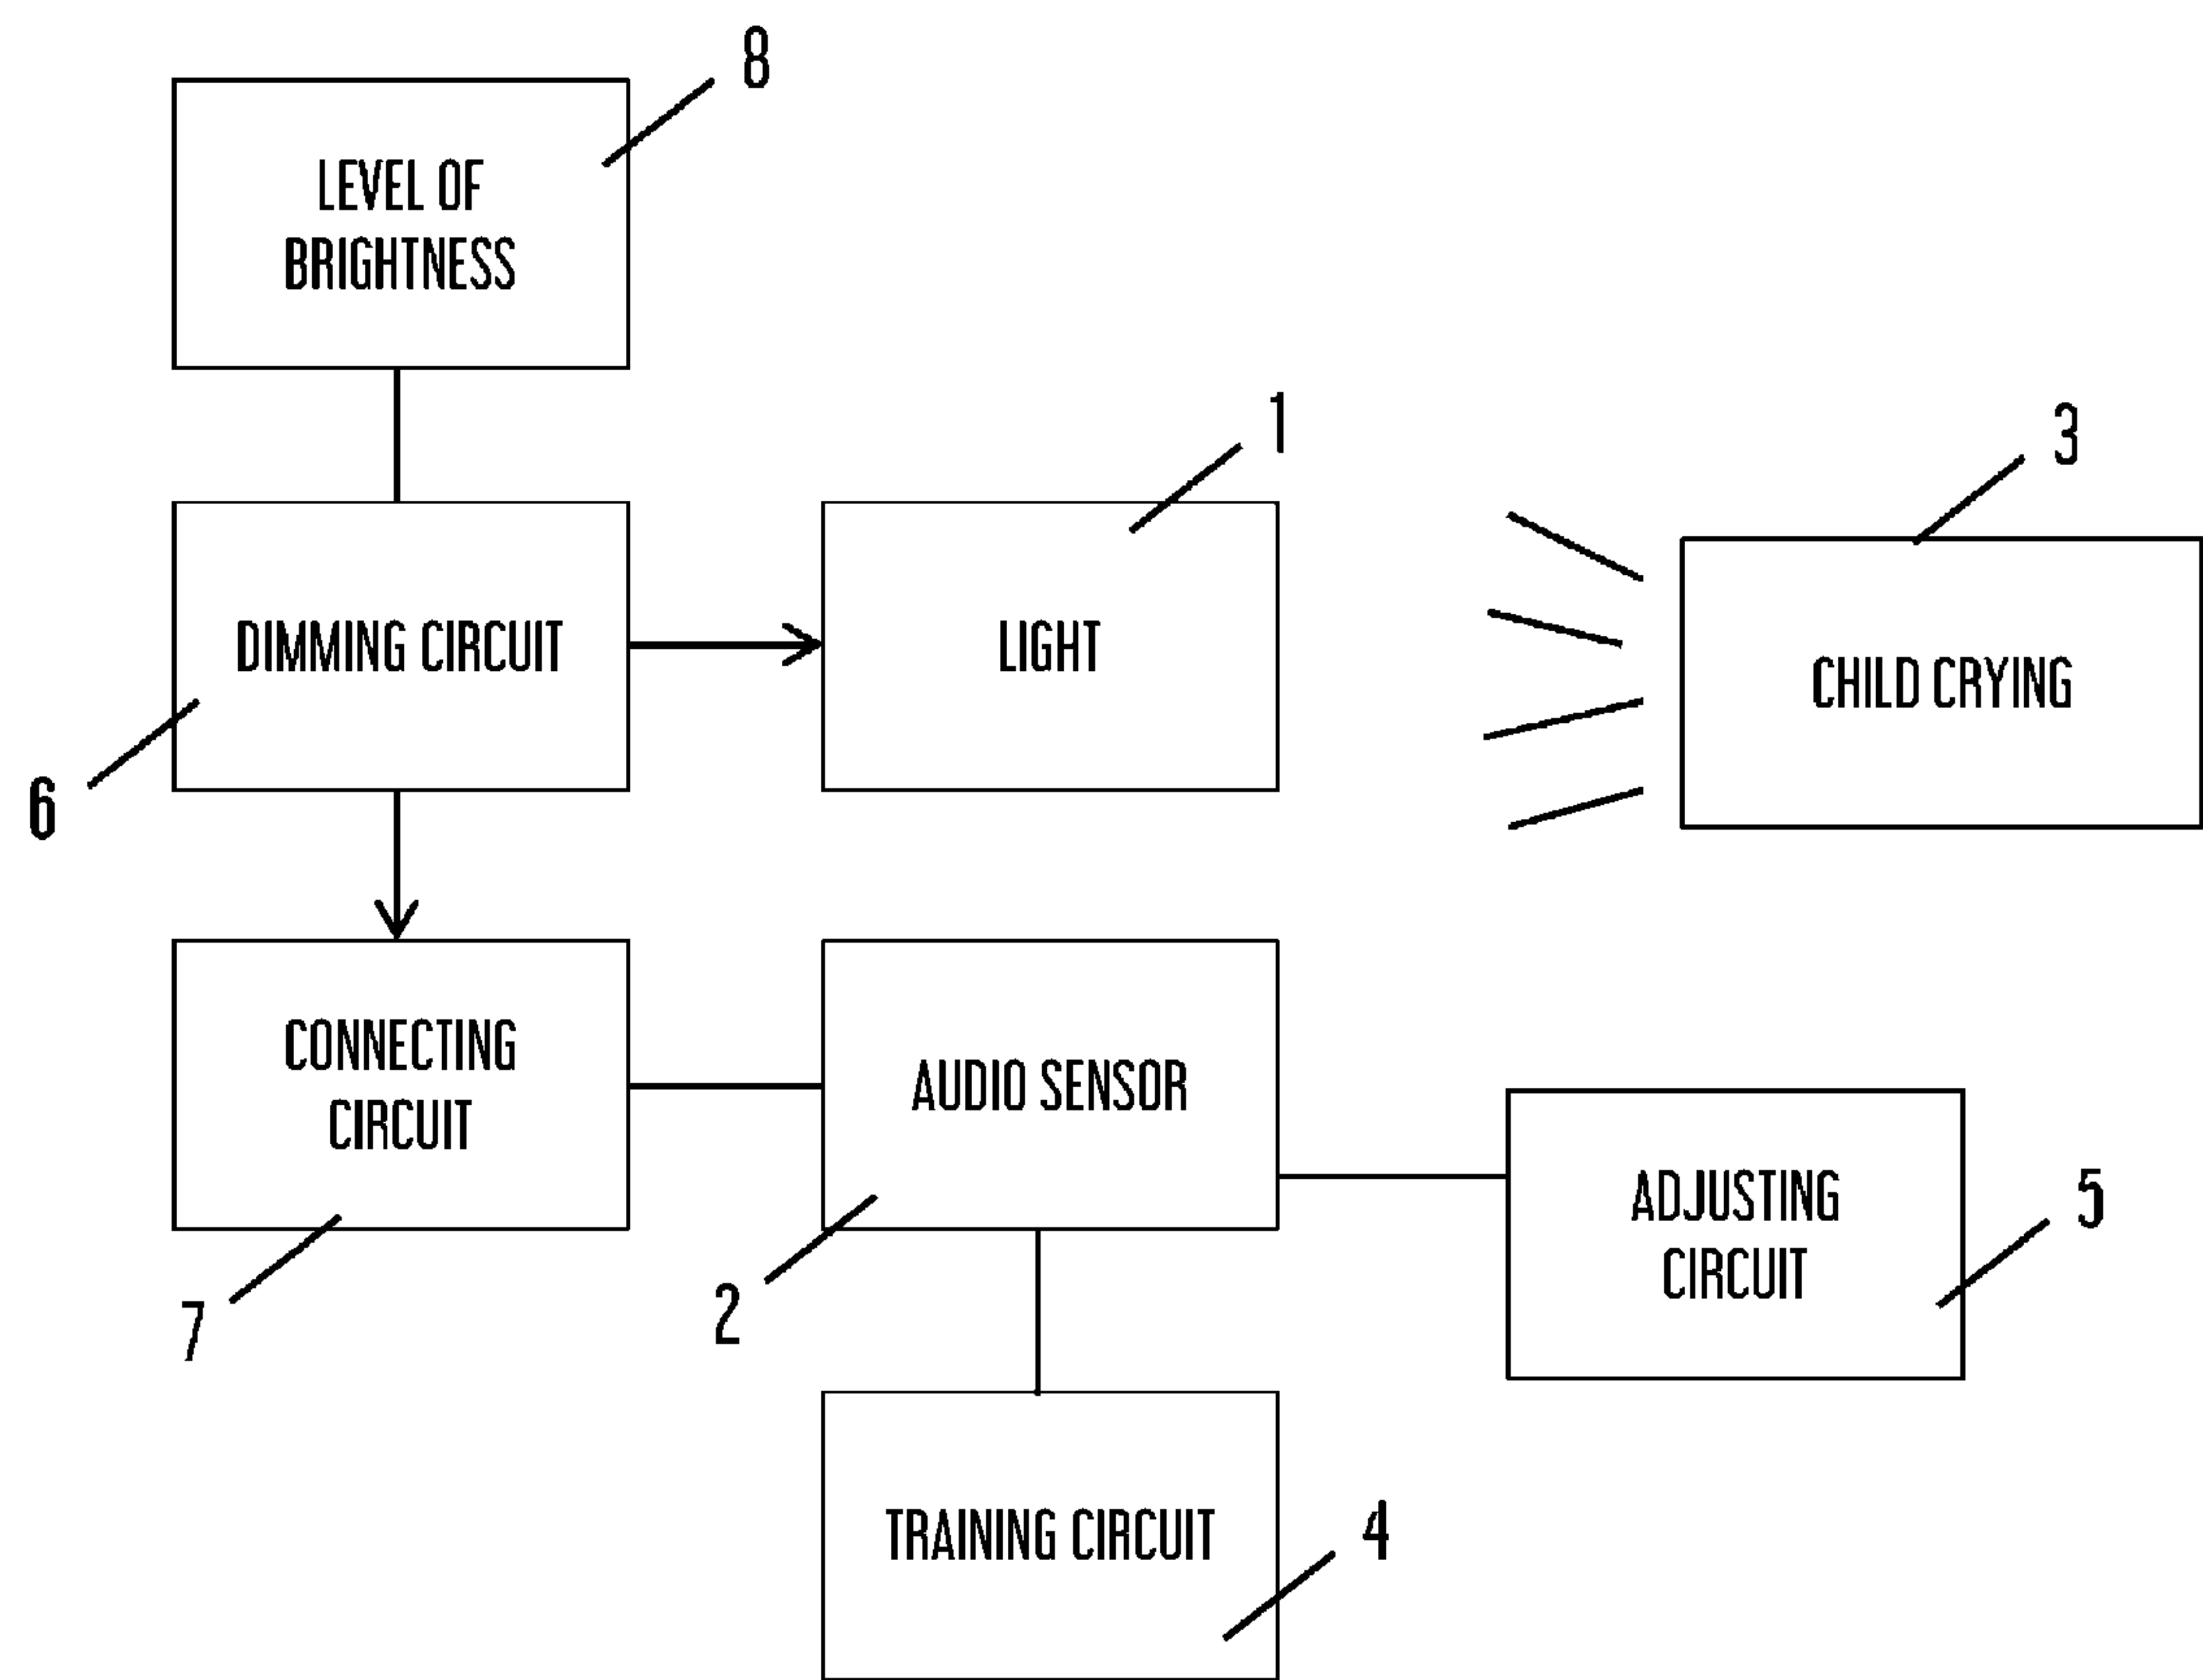 8
LEVEL OF
BRIGHTNESS
1
3
DIMMING CIRCUIT
LIGHT
CHILD CRYING
6
CONNECTING
CIRCUIT
AUDIO SENSOR
ADJUSTING
CIRCUIT
5
7
2
TRAINING CIRCUIT
4